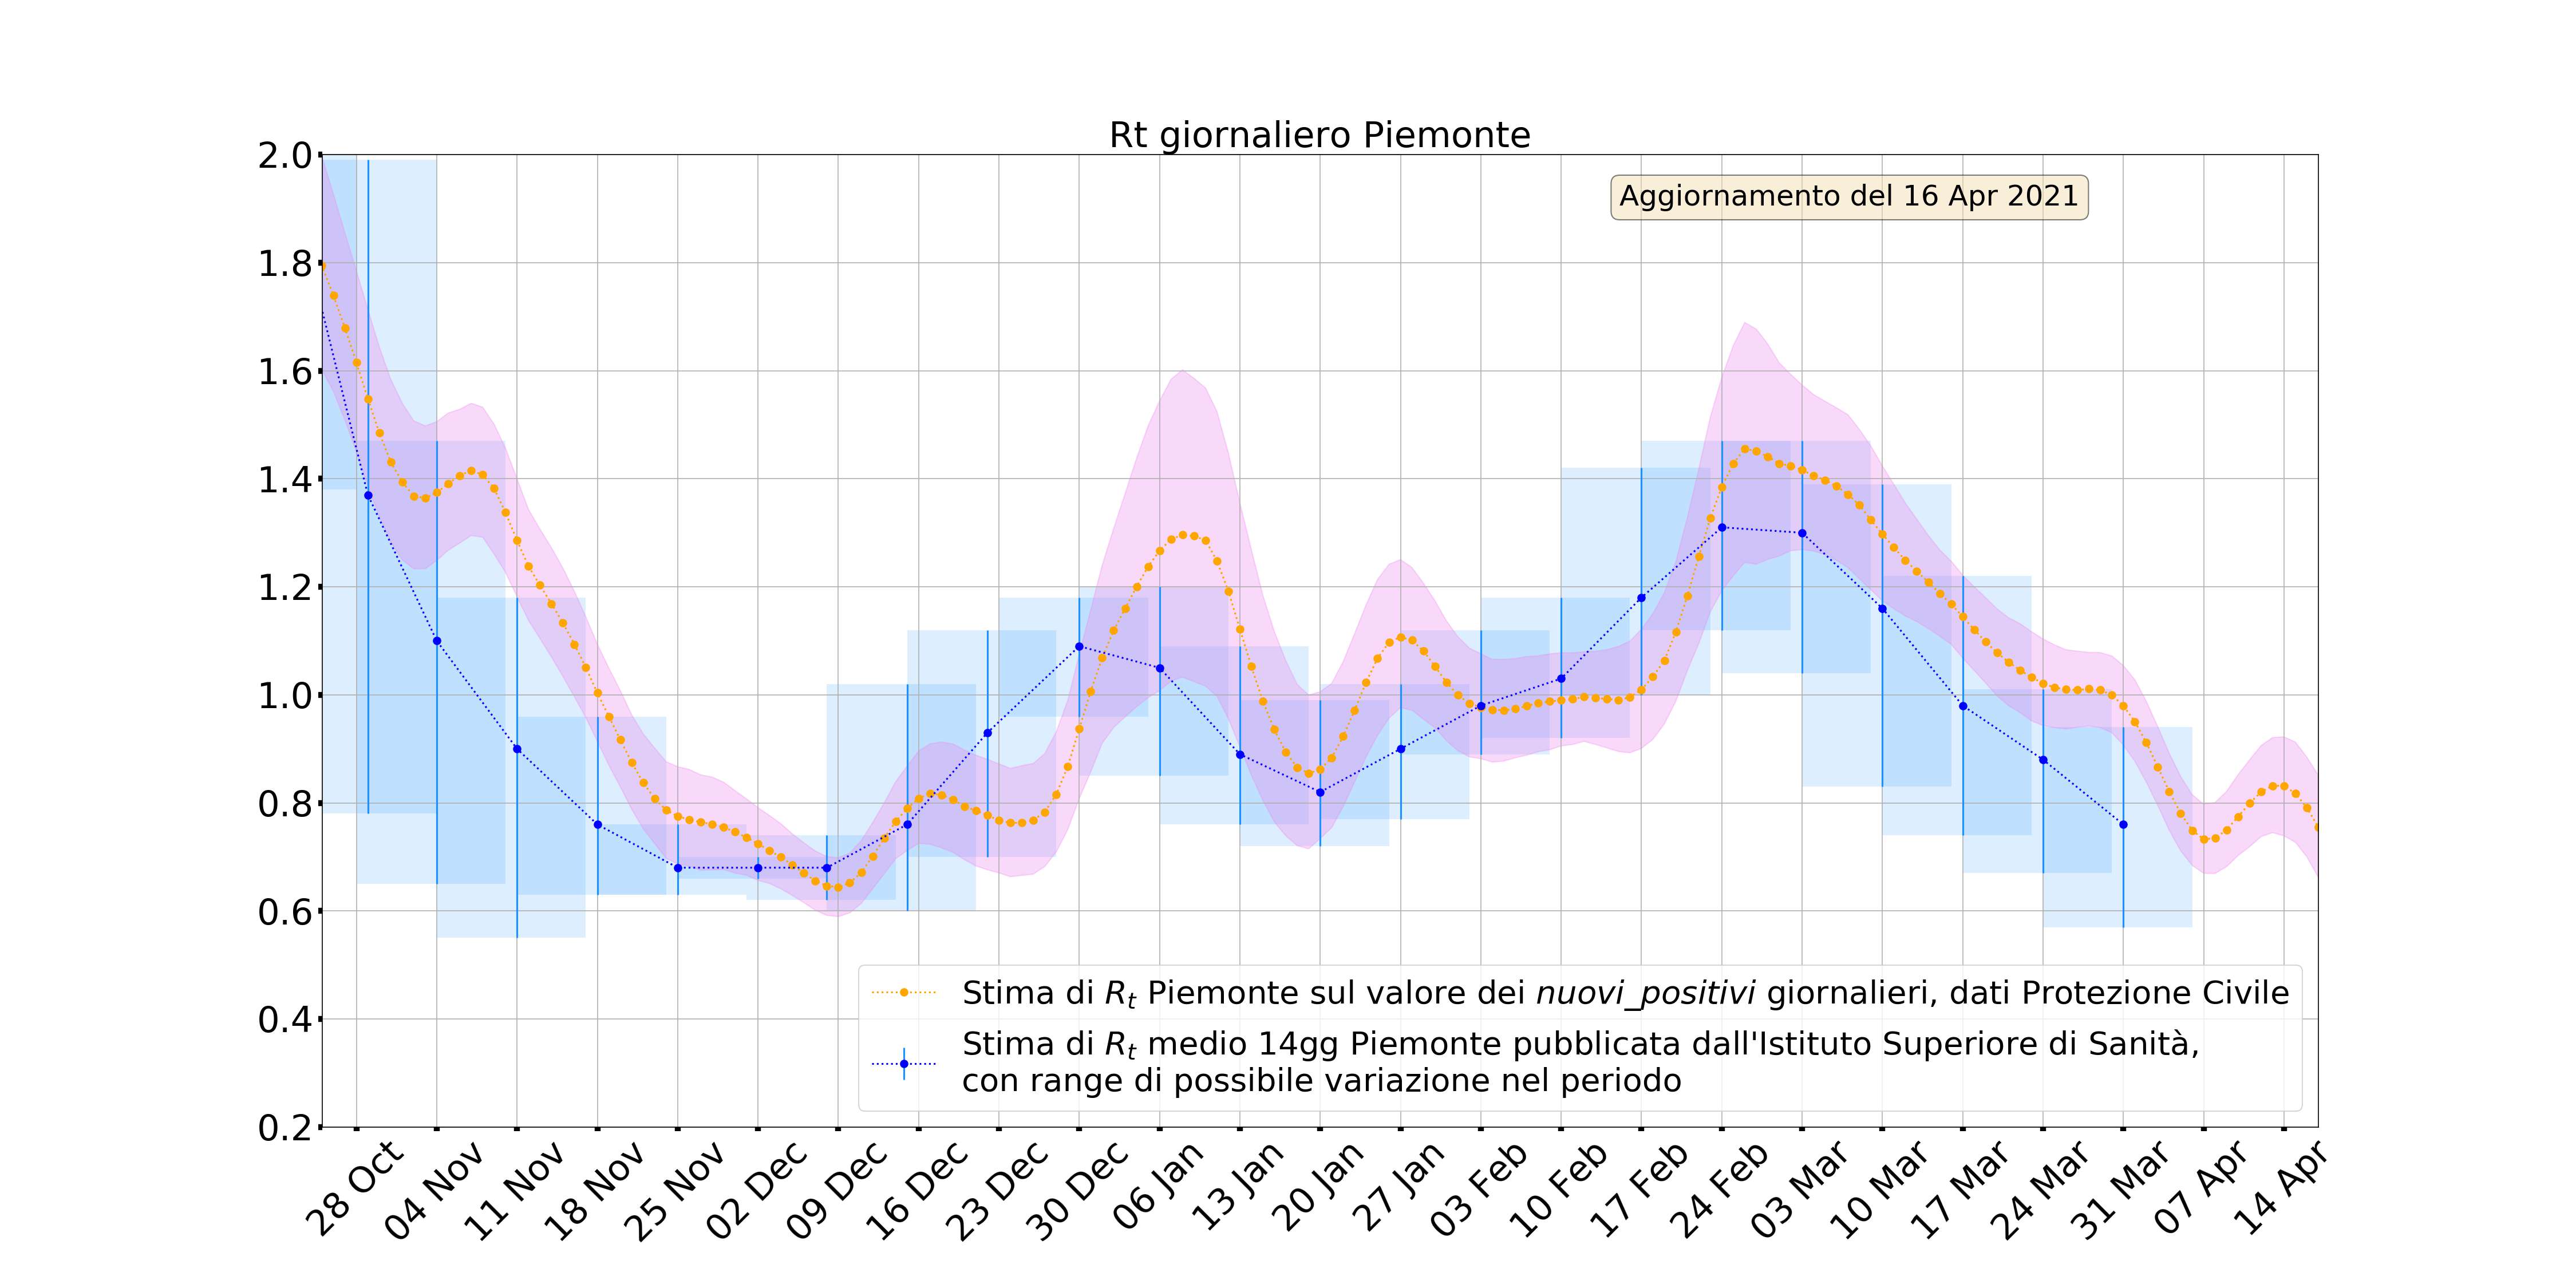 Rt giornaliero Piemonte
Aggiornamento del 16 Apr 2021
2.0
1.8
1.6
1.4
1.2
1.0
0.8
0.6
0.4
0.2
Stima di Rt Piemonte sul valore dei nuovi_positivi giornalieri, dati Protezione Civile
Stima di Rt medio 14gg Piemonte pubblicata dall'Istituto Superiore di Sanità,
con range di possibile variazione nel periodo
28 Oct
04 Nov
11 Nov
18 Nov
25 Nov
02 Dec
09 Dec
16 Dec
23 Dec
30 Dec
06 Jan
13 Jan
20 Jan
27 Jan
03 Feb
10 Feb
17 Feb
24 Feb
03 Mar
10 Mar
17 Mar
24 Mar
31 Mar
07 Apr
14 Apr